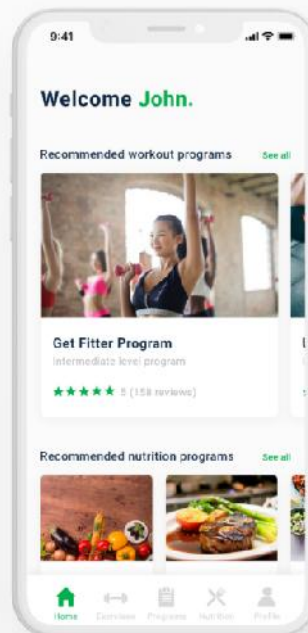 9:41
Welcome John.
Recommended workout programs See all
Get Fitter Program
Intermediate level program
5 (158 reviews)
Recommended nutrition programs See all
Home Exercises Programs Nutrition Profile